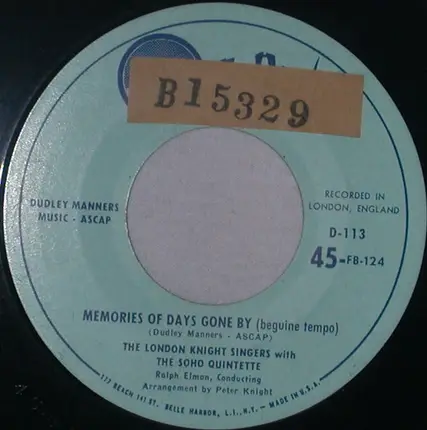 B15329
DUDLEY MANNERS
MUSIC - ASCAP
RECORDED IN
LONDON, ENGLAND
D-113
45-FB-124
MEMORIES OF DAYS GONE BY (beguine tempo)
(Dudley Manners - ASCAP)
THE LONDON KNIGHT SINGERS with
THE SOHO QUINTETTE
Ralph Elman, Conducting
Arrangement by Peter Knight
177 BEACH 141 ST. BELLE HARBOR, L.I., N.Y. - MADE IN U.S.A.